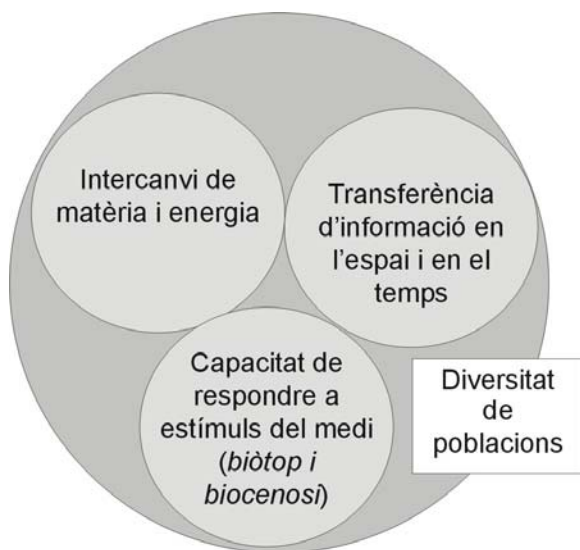 Intercanvi de
matèria i energia
Transferència
d'informació en
l'espai i en el
temps
Capacitat de
respondre a
estímuls del medi
(biòtop i
biocenosi)
Diversitat
de
poblacions